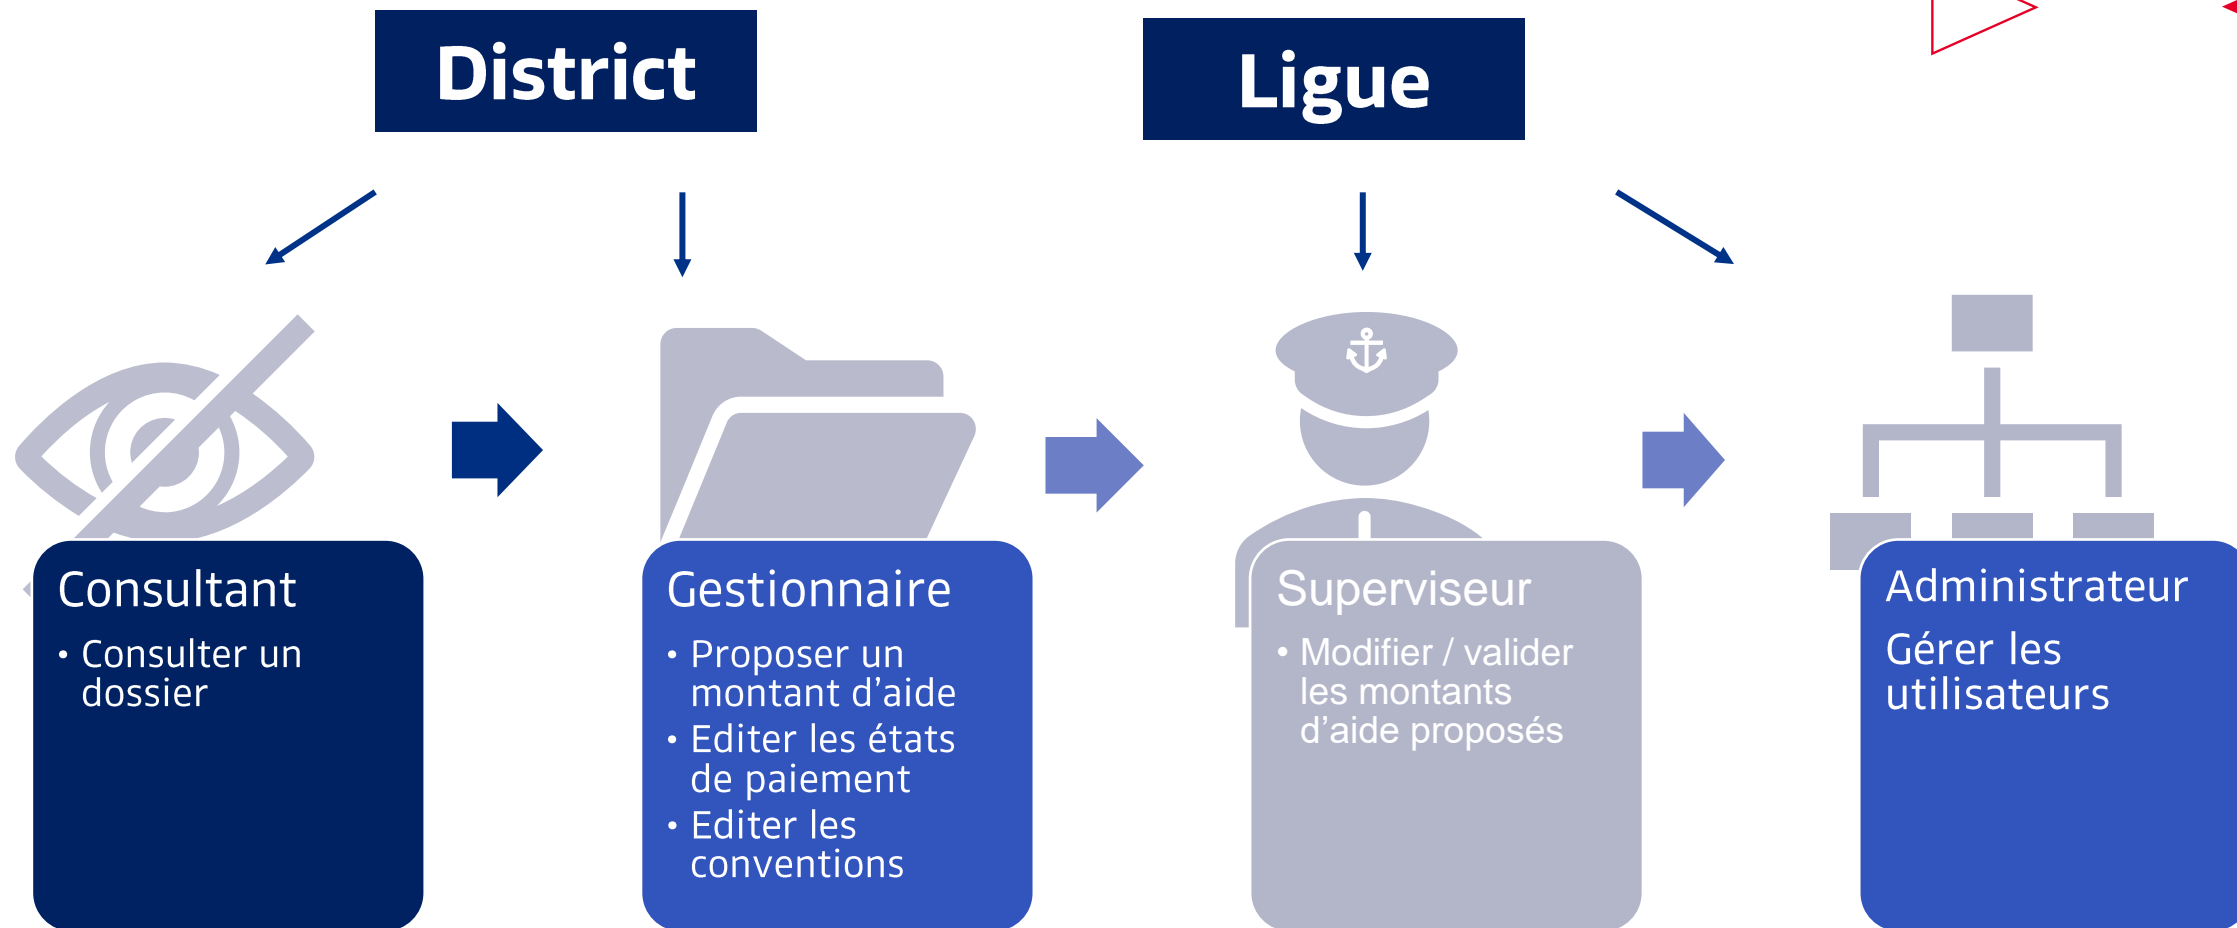 District
Ligue
Consultant
• Consulter un
dossier
Gestionnaire
• Proposer un
montant d’aide
• Editer les états
de paiement
• Editer les
conventions
Superviseur
• Modifier / valider
les montants
d’aide proposés
Administrateur
Gérer les
utilisateurs